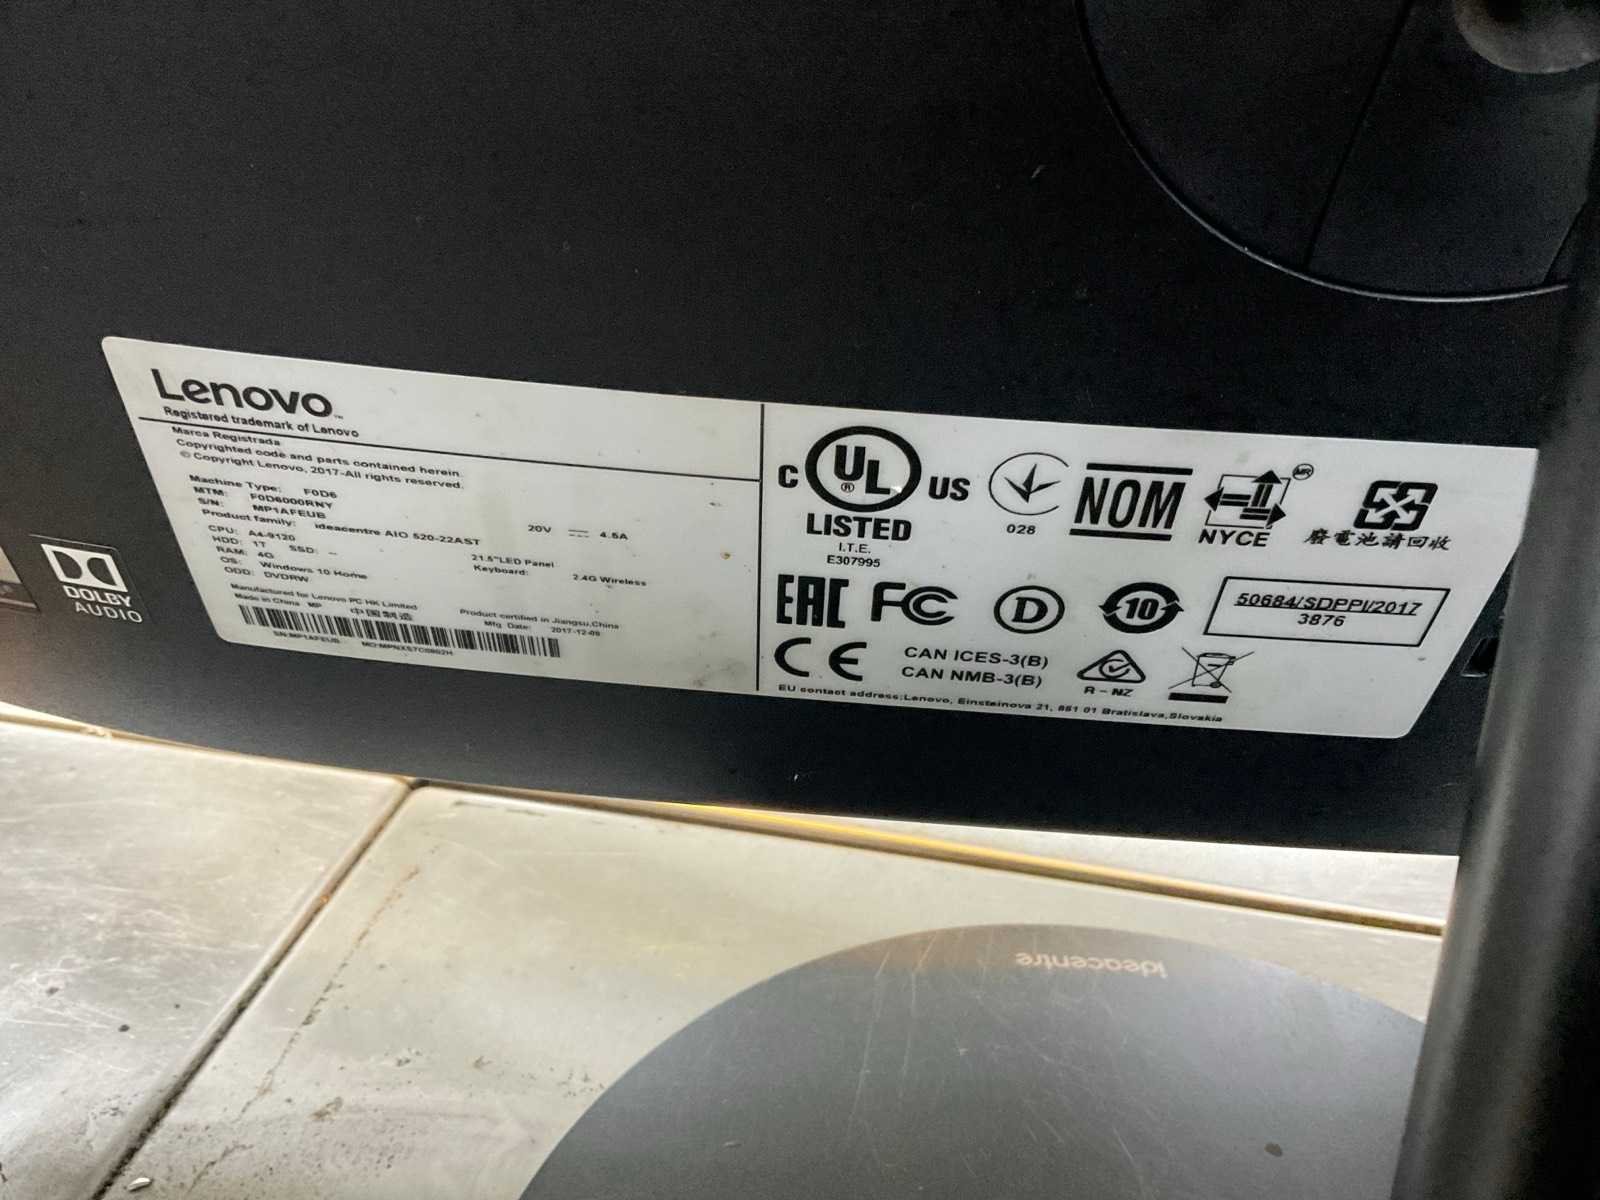 Lenovo™
Registered trademark of Lenovo
Marca Registrada
Copyrighted code and parts contained herein.
© Copyright Lenovo, 2017-All rights reserved.
Machine Type: F0D6
MTM: F0D6000RNY
S/N: MP1AFEUB
Product family: ideacentre AIO 520-22AST
20V ⎓ 4.5A
CPU: A4-9120
HDD: 1T SSD: --
RAM: 4G
OS: Windows 10 Home
ODD: DVDRW
21.5"LED Panel
Keyboard: 2.4G Wireless
Manufactured for Lenovo PC HK Limited
Made in China MP 中国制造
Product certified in Jiangsu,China
Mfg Date: 2017-12-09
SN:MP1AFEUB MO:MPNXS7C0802H
C UL ® US
LISTED
I.T.E.
E307995
028
NOM
NYCE
MR
廢電池請回收
EAC FC D 10
50684/SDPPI/2017
3876
CE
CAN ICES-3(B)
CAN NMB-3(B)
R-NZ
EU contact address:Lenovo, Einsteinova 21, 851 01 Bratislava,Slovakia
DOLBY
AUDIO
ideacentre